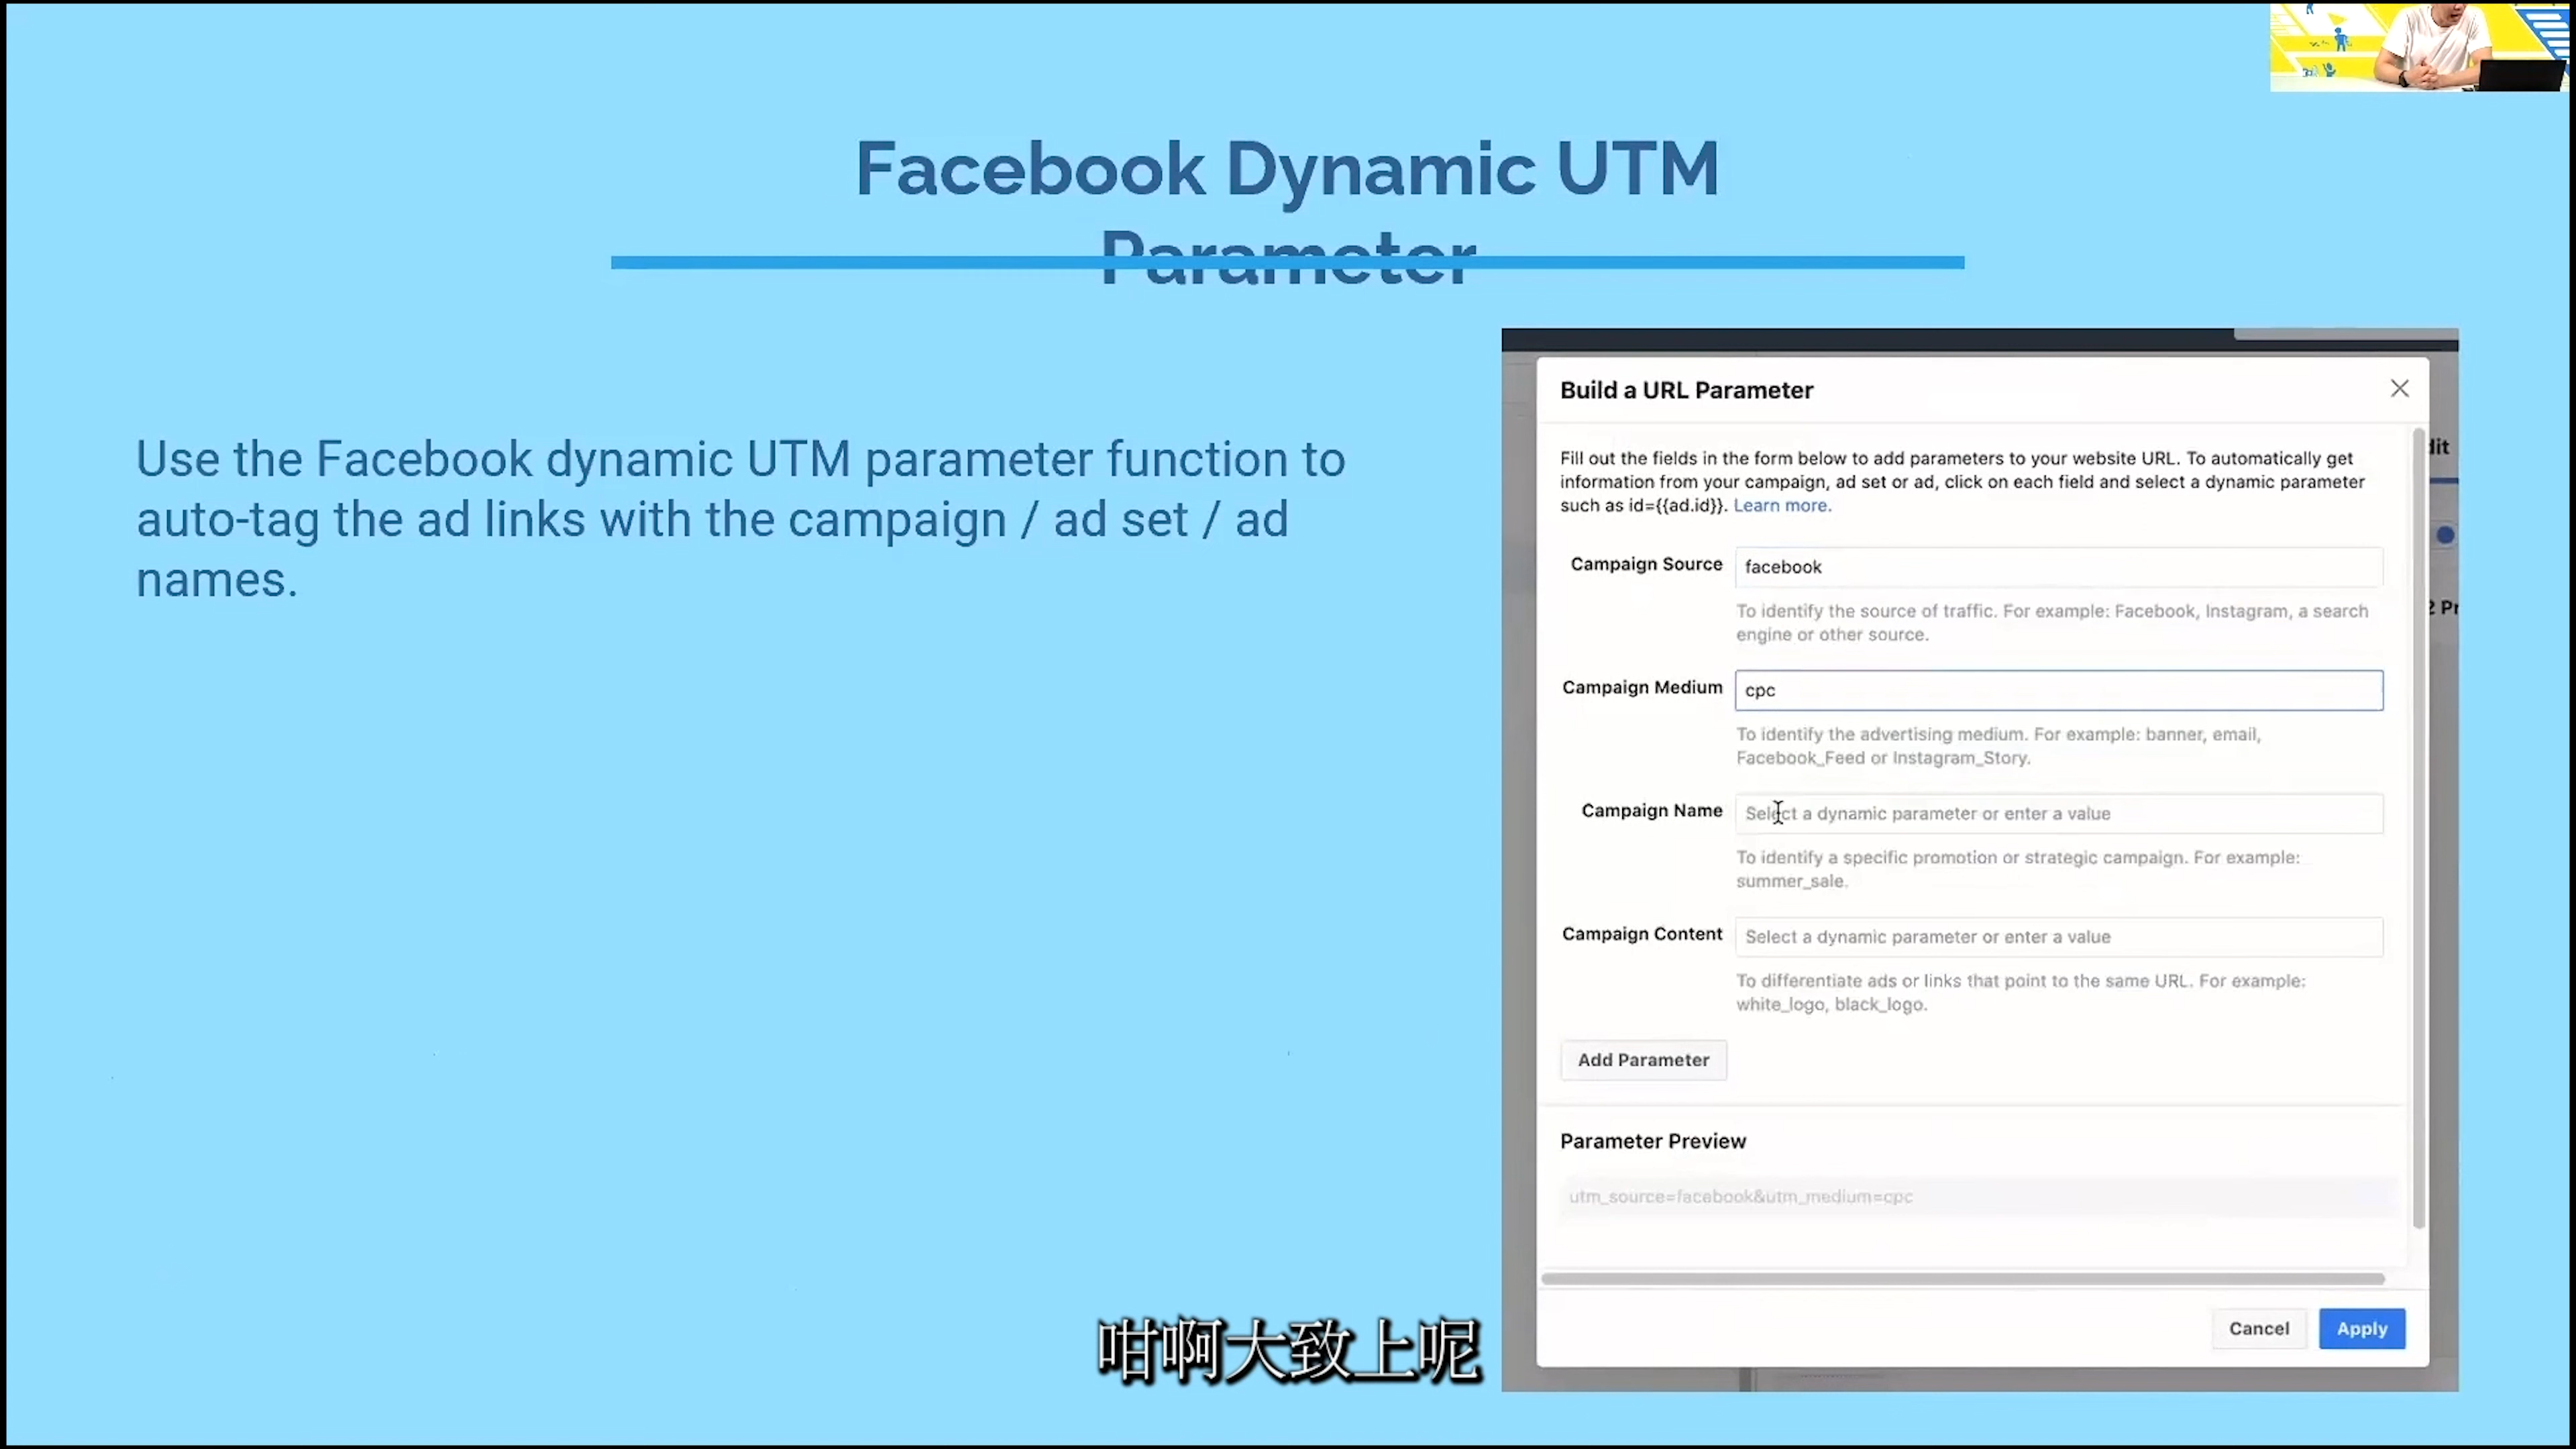 Facebook Dynamic UTM
Parameter
Use the Facebook dynamic UTM parameter function to
auto-tag the ad links with the campaign / ad set / ad
names.
Build a URL Parameter
Fill out the fields in the form below to add parameters to your website URL. To automatically get
information from your campaign, ad set or ad, click on each field and select a dynamic parameter
such as id={{ad.id}}. Learn more.
Campaign Source facebook
To identify the source of traffic. For example: Facebook, Instagram, a search
engine or other source.
Campaign Medium cpc
To identify the advertising medium. For example: banner, email,
Facebook_Feed or Instagram_Story.
Campaign Name Select a dynamic parameter or enter a value
To identify a specific promotion or strategic campaign. For example:
summer_sale.
Campaign Content Select a dynamic parameter or enter a value
To differentiate ads or links that point to the same URL. For example:
white_logo, black_logo.
Add Parameter
Parameter Preview
utm_source=facebook&utm_medium=cpc
Cancel Apply
咁啊大致上呢